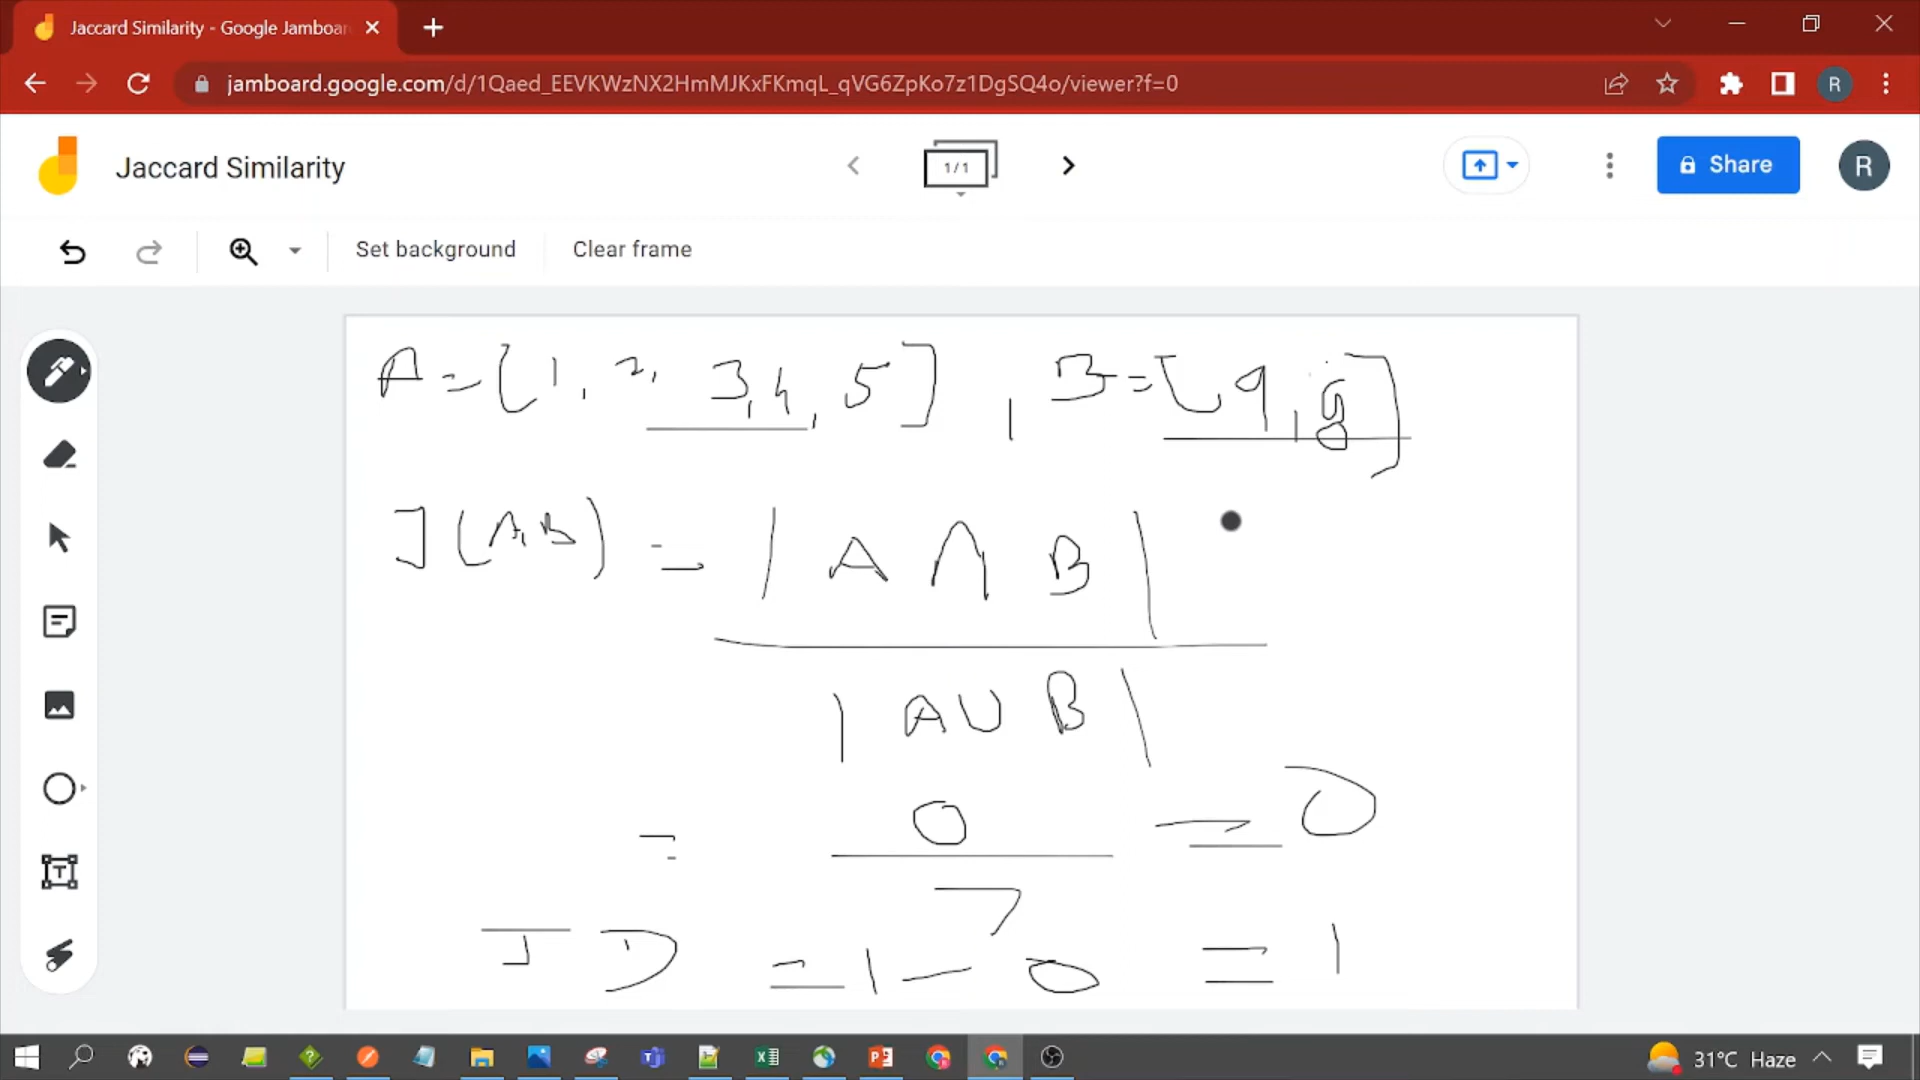 Jaccard Similarity - Google Jamboar
jamboard.google.com/d/1Qaed_EEVKWzNX2HmMJKxFKmqL_qVG6ZpKo7z1DgSQ4o/viewer?f=0
R
Jaccard Similarity
1/1
Share
R
Set background
Clear frame
A = [1, 2, 3, 4, 5], B = [9, 8]
J(A,B) = |A ∩ B|
|A ∪ B|
= 0 = 0
7
JD = 1 - 0 = 1
31°C Haze